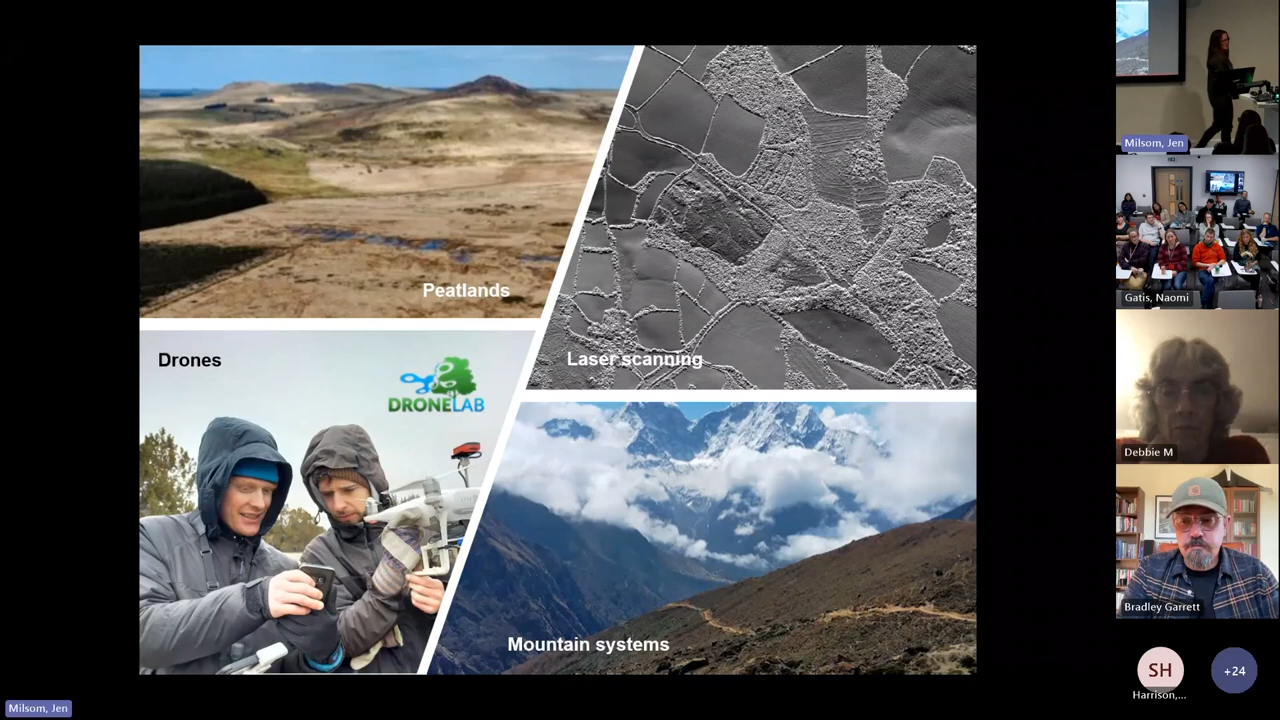 Peatlands
Laser scanning
Drones
DRONELAB
Mountain systems
Milsom, Jen
Gatis, Naomi
Debbie M
Bradley Garrett
SH
+24
Harrison,...
Milsom, Jen